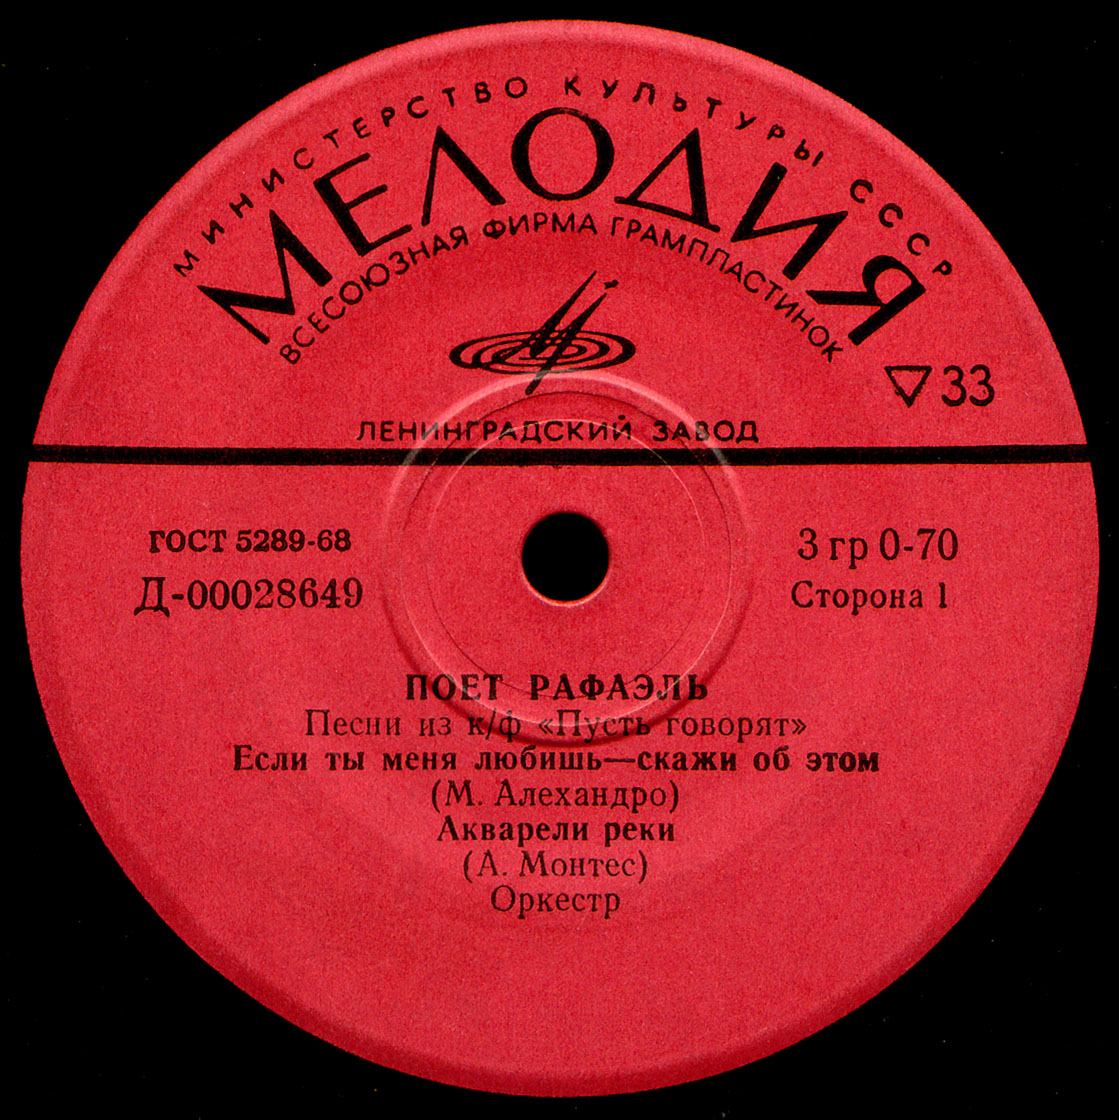 МИНИСТЕРСТВО КУЛЬТУРЫ СССР
МЕЛОДИЯ
ВСЕСОЮЗНАЯ ФИРМА ГРАМПЛАСТИНОК
▽ 33
ЛЕНИНГРАДСКИЙ ЗАВОД
ГОСТ 5289-68
3 гр 0-70
Д-00028649
Сторона 1
ПОЕТ РАФАЭЛЬ
Песни из к/ф «Пусть говорят»
Если ты меня любишь—скажи об этом
(М. Алехандро)
Акварели реки
(А. Монтес)
Оркестр